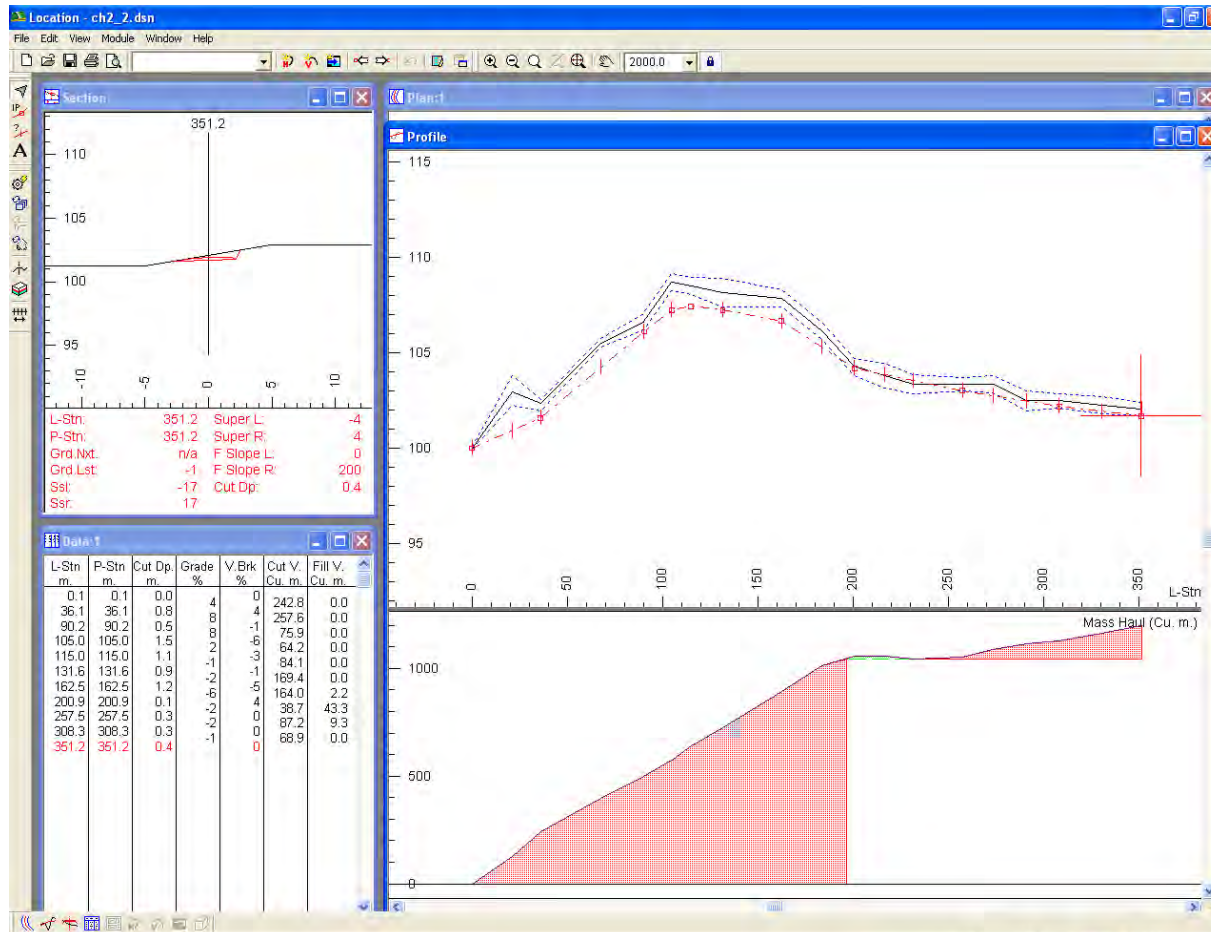 Location - ch2_2.dsn
File Edit View Module Window Help
2000.0
Section
351.2
110
105
100
95
-10 -5 0 5 10
L-Stn: 351.2 Super L: -4
P-Stn: 351.2 Super R: 4
Grd.Nxt: n/a F Slope L: 0
Grd.Lst: -1 F Slope R: 200
Ssl: -17 Cut Dp: 0.4
Ssr: 17
Data:1
L-Stn P-Stn Cut Dp. Grade V.Brk Cut V. Fill V.
m. m. m. % % Cu. m. Cu. m.
0.1 0.1 0.0 0
4 242.8 0.0
36.1 36.1 0.8 4
8 257.6 0.0
90.2 90.2 0.5 -1
8 75.9 0.0
105.0 105.0 1.5 -6
2 64.2 0.0
115.0 115.0 1.1 -3
-1 84.1 0.0
131.6 131.6 0.9 -1
-2 169.4 0.0
162.5 162.5 1.2 -5
-6 164.0 2.2
200.9 200.9 0.1 4
-2 38.7 43.3
257.5 257.5 0.3 0
-2 87.2 9.3
308.3 308.3 0.3 0
-1 68.9 0.0
351.2 351.2 0.4 0
Plan:1
Profile
115
110
105
100
95
0 50 100 150 200 250 300 350
L-Stn
Mass Haul (Cu. m.)
1000
500
0